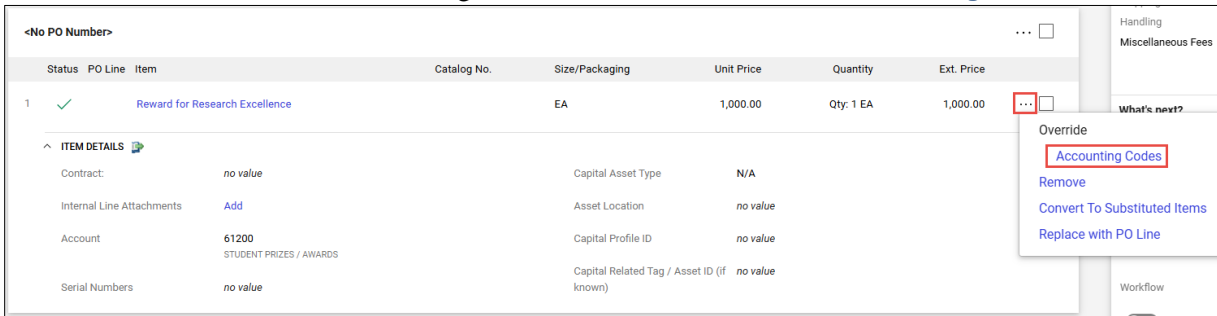 <No PO Number>
...
Handling
Miscellaneous Fees
Status PO Line Item Catalog No. Size/Packaging Unit Price Quantity Ext. Price
1 Reward for Research Excellence EA 1,000.00 Qty: 1 EA 1,000.00 ...
What's next?
Override
Accounting Codes
Remove
Convert To Substituted Items
Replace with PO Line
ITEM DETAILS
Contract: no value Capital Asset Type N/A
Internal Line Attachments Add Asset Location no value
Account 61200 Capital Profile ID no value
STUDENT PRIZES / AWARDS
Capital Related Tag / Asset ID (if no value
known)
Serial Numbers no value
Workflow